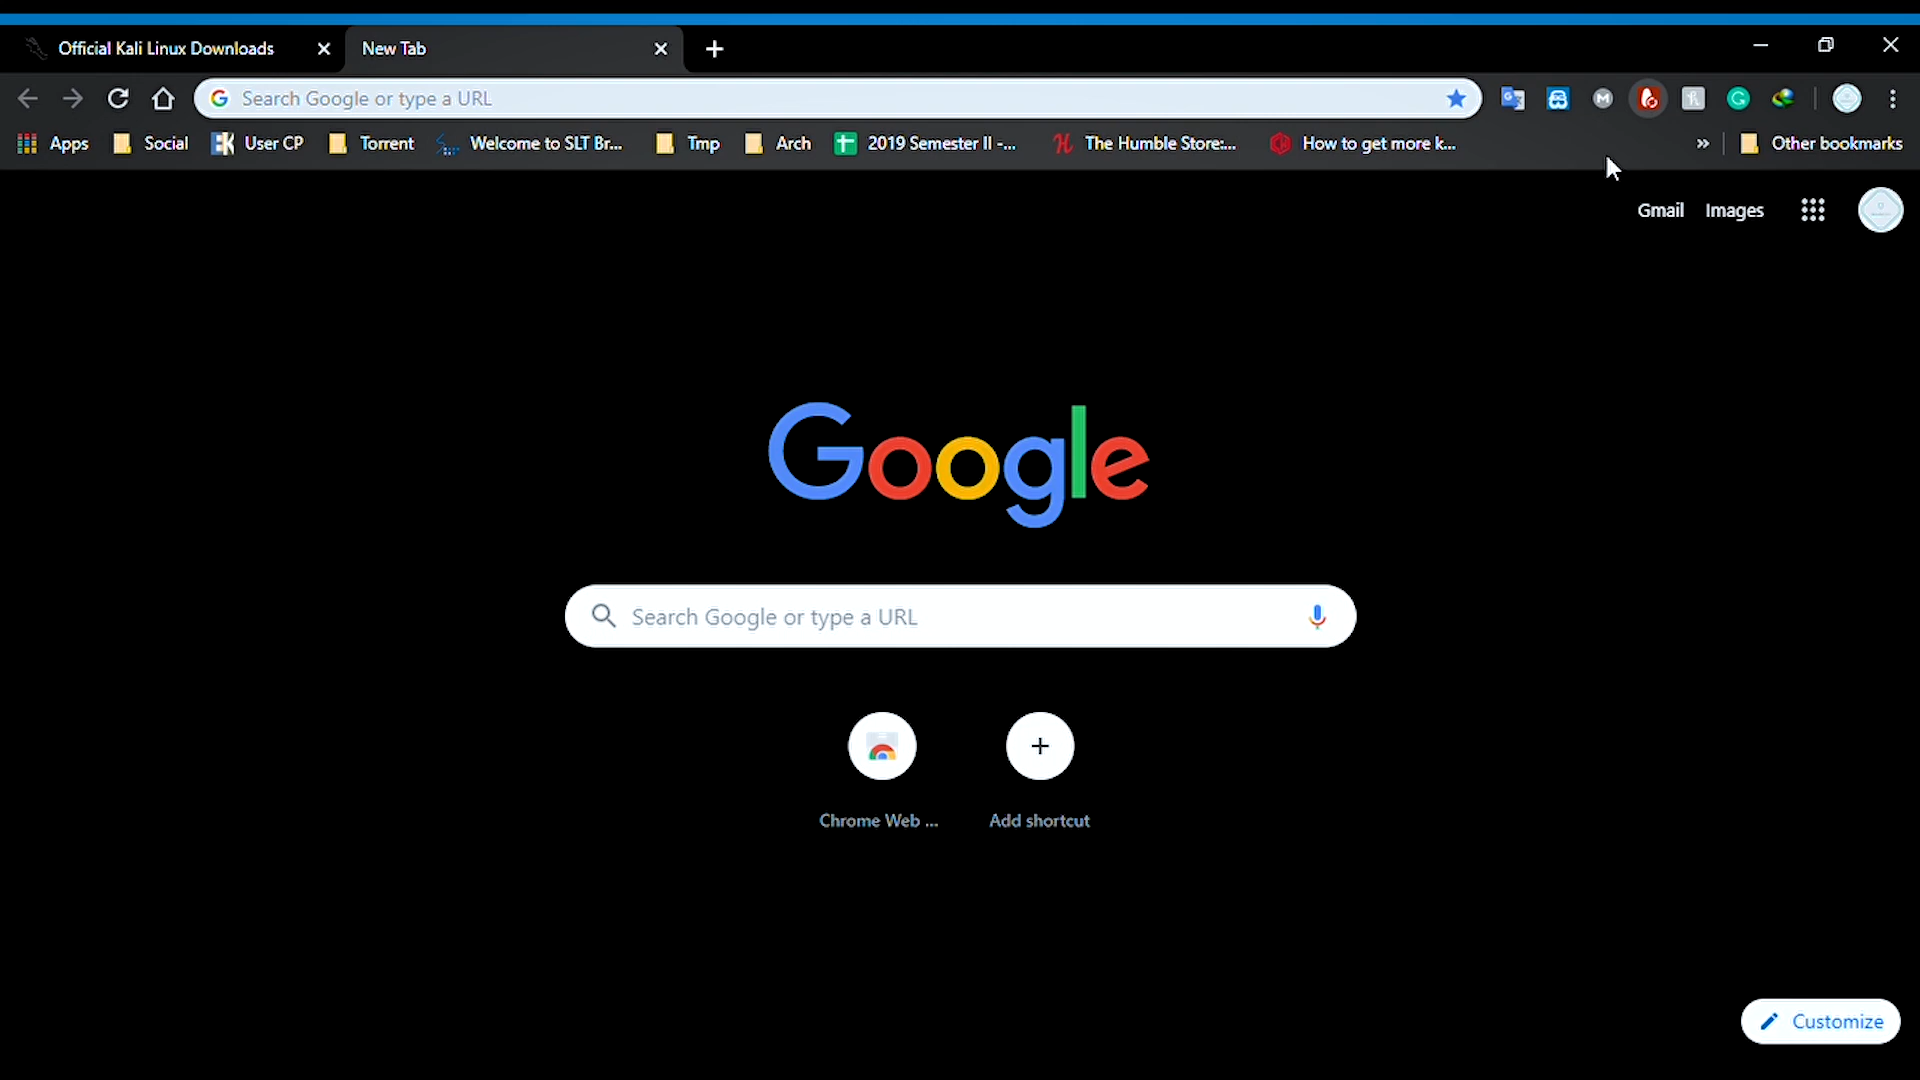 Official Kali Linux Downloads
New Tab
Search Google or type a URL
Apps Social User CP Torrent Welcome to SLT Br... Tmp Arch 2019 Semester II -... The Humble Store:... How to get more k... » Other bookmarks
Gmail Images
Google
Search Google or type a URL
Chrome Web ... Add shortcut
Customize